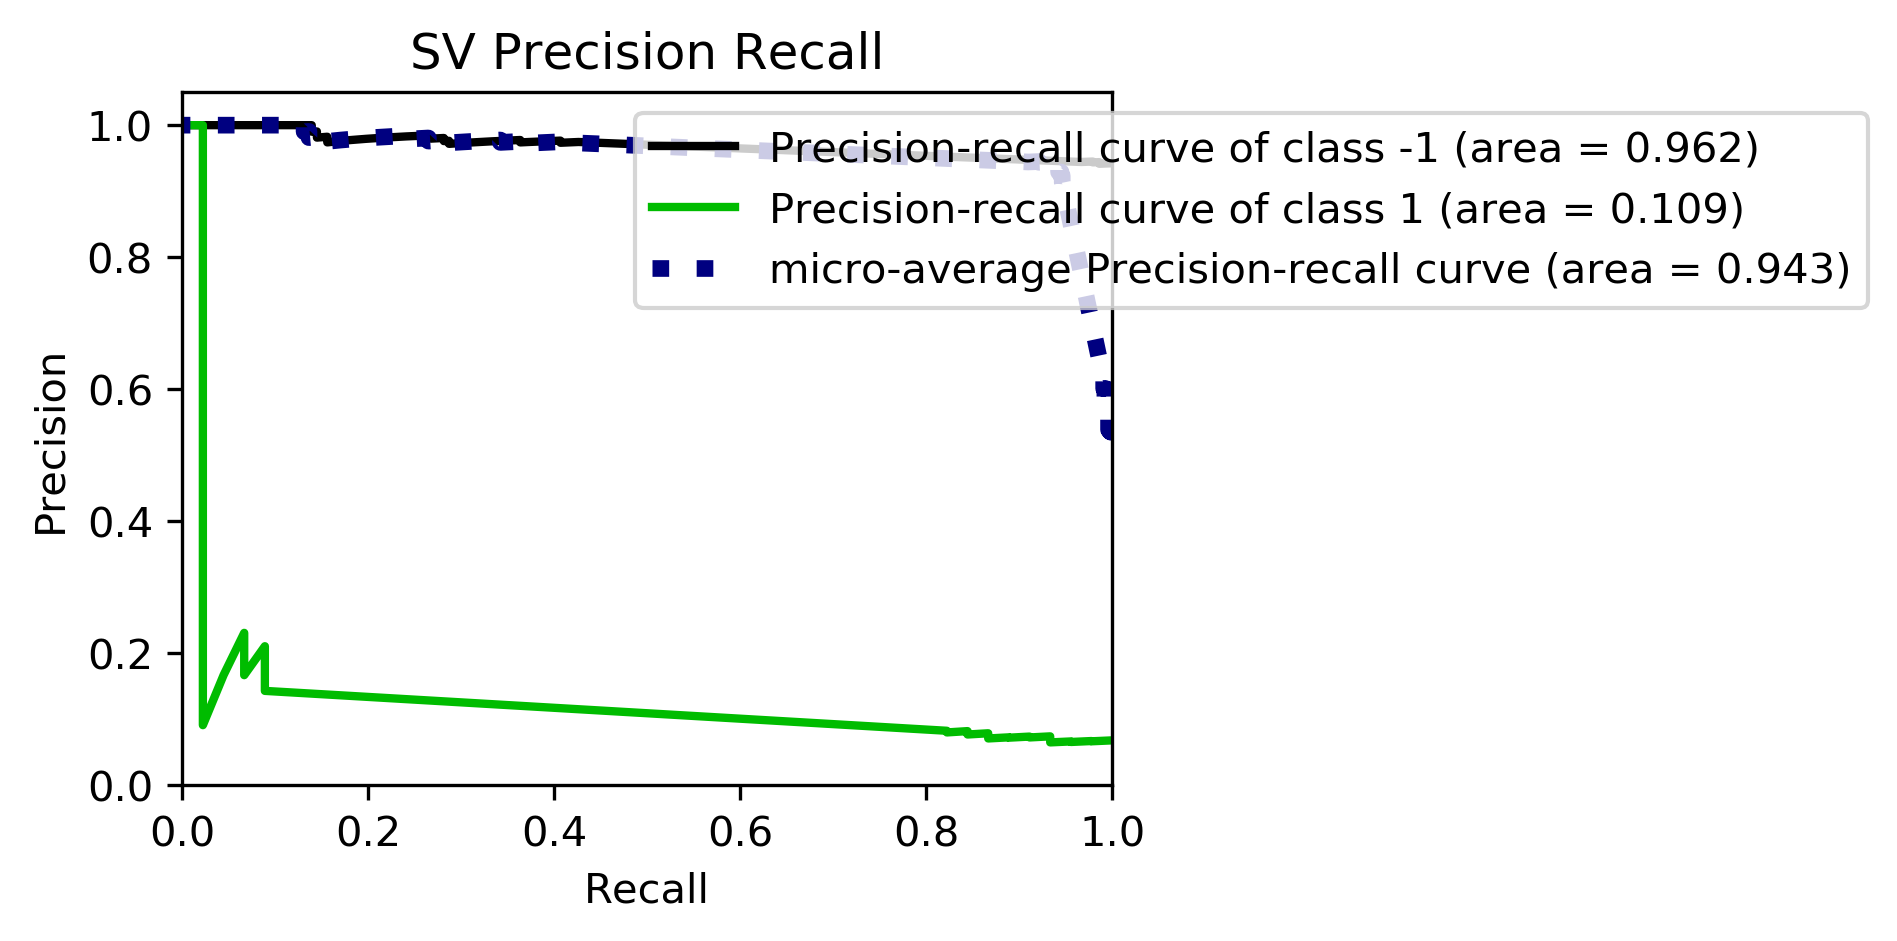 SV Precision Recall
1.0
0.8
0.6
0.4
0.2
0.0
Precision
Precision-recall curve of class -1 (area = 0.962)
Precision-recall curve of class 1 (area = 0.109)
micro-average Precision-recall curve (area = 0.943)
0.0 0.2 0.4 0.6 0.8 1.0
Recall